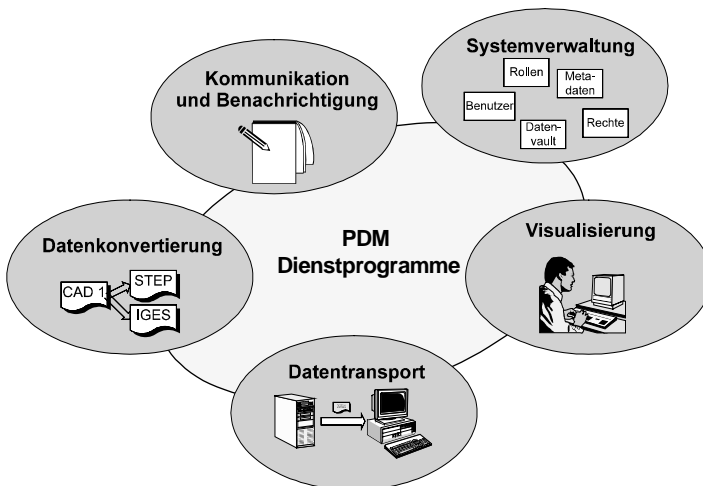 Systemverwaltung
Rollen
Meta-
daten
Benutzer
Daten-
vault
Rechte
Kommunikation
und Benachrichtigung
PDM
Dienstprogramme
Visualisierung
Datenkonvertierung
CAD 1
STEP
IGES
Datentransport